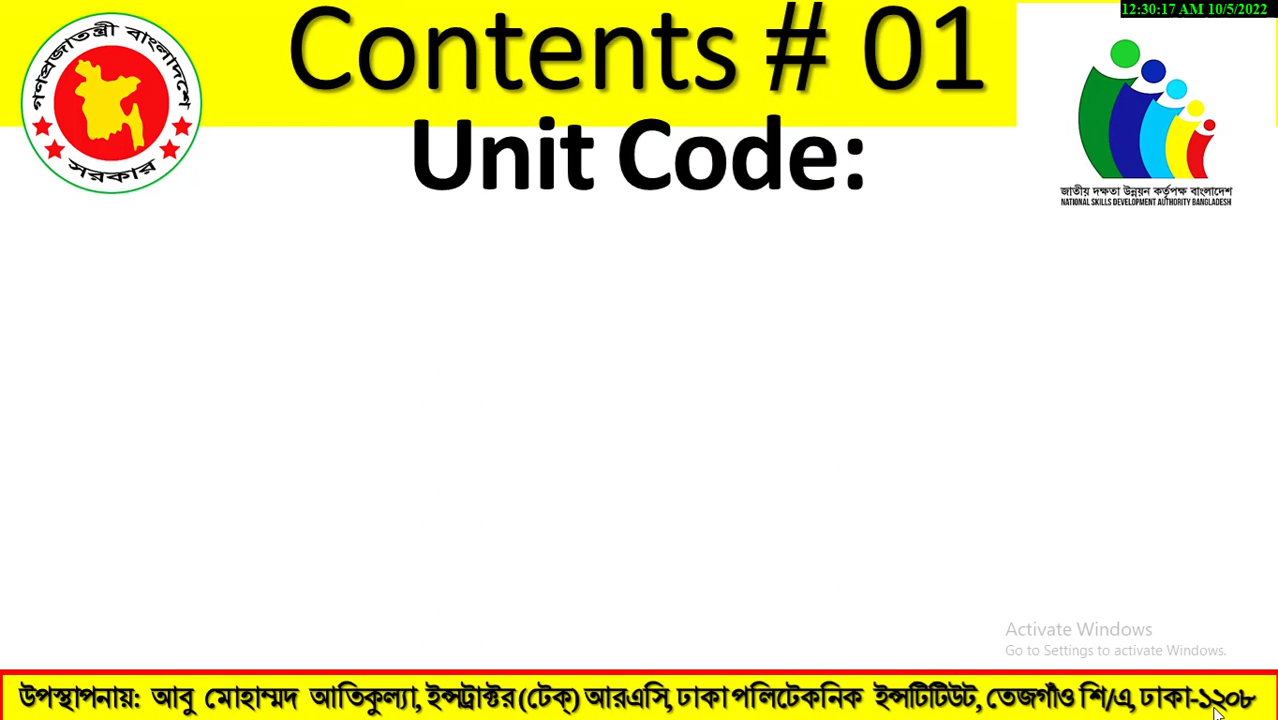 12:30:17 AM 10/5/2022
Contents # 01
Unit Code:
গণপ্রজাতন্ত্রী বাংলাদেশ
সরকার
জাতীয় দক্ষতা উন্নয়ন কর্তৃপক্ষ বাংলাদেশ
NATIONAL SKILLS DEVELOPMENT AUTHORITY BANGLADESH
Activate Windows
Go to Settings to activate Windows.
উপস্থাপনায়: আবু মোহাম্মদ আতিকুল্যা, ইন্সট্রাক্টর (টেক্) আরএসি, ঢাকা পলিটেকনিক ইন্সটিটিউট, তেজগাঁও শি/এ, ঢাকা-১২০৮